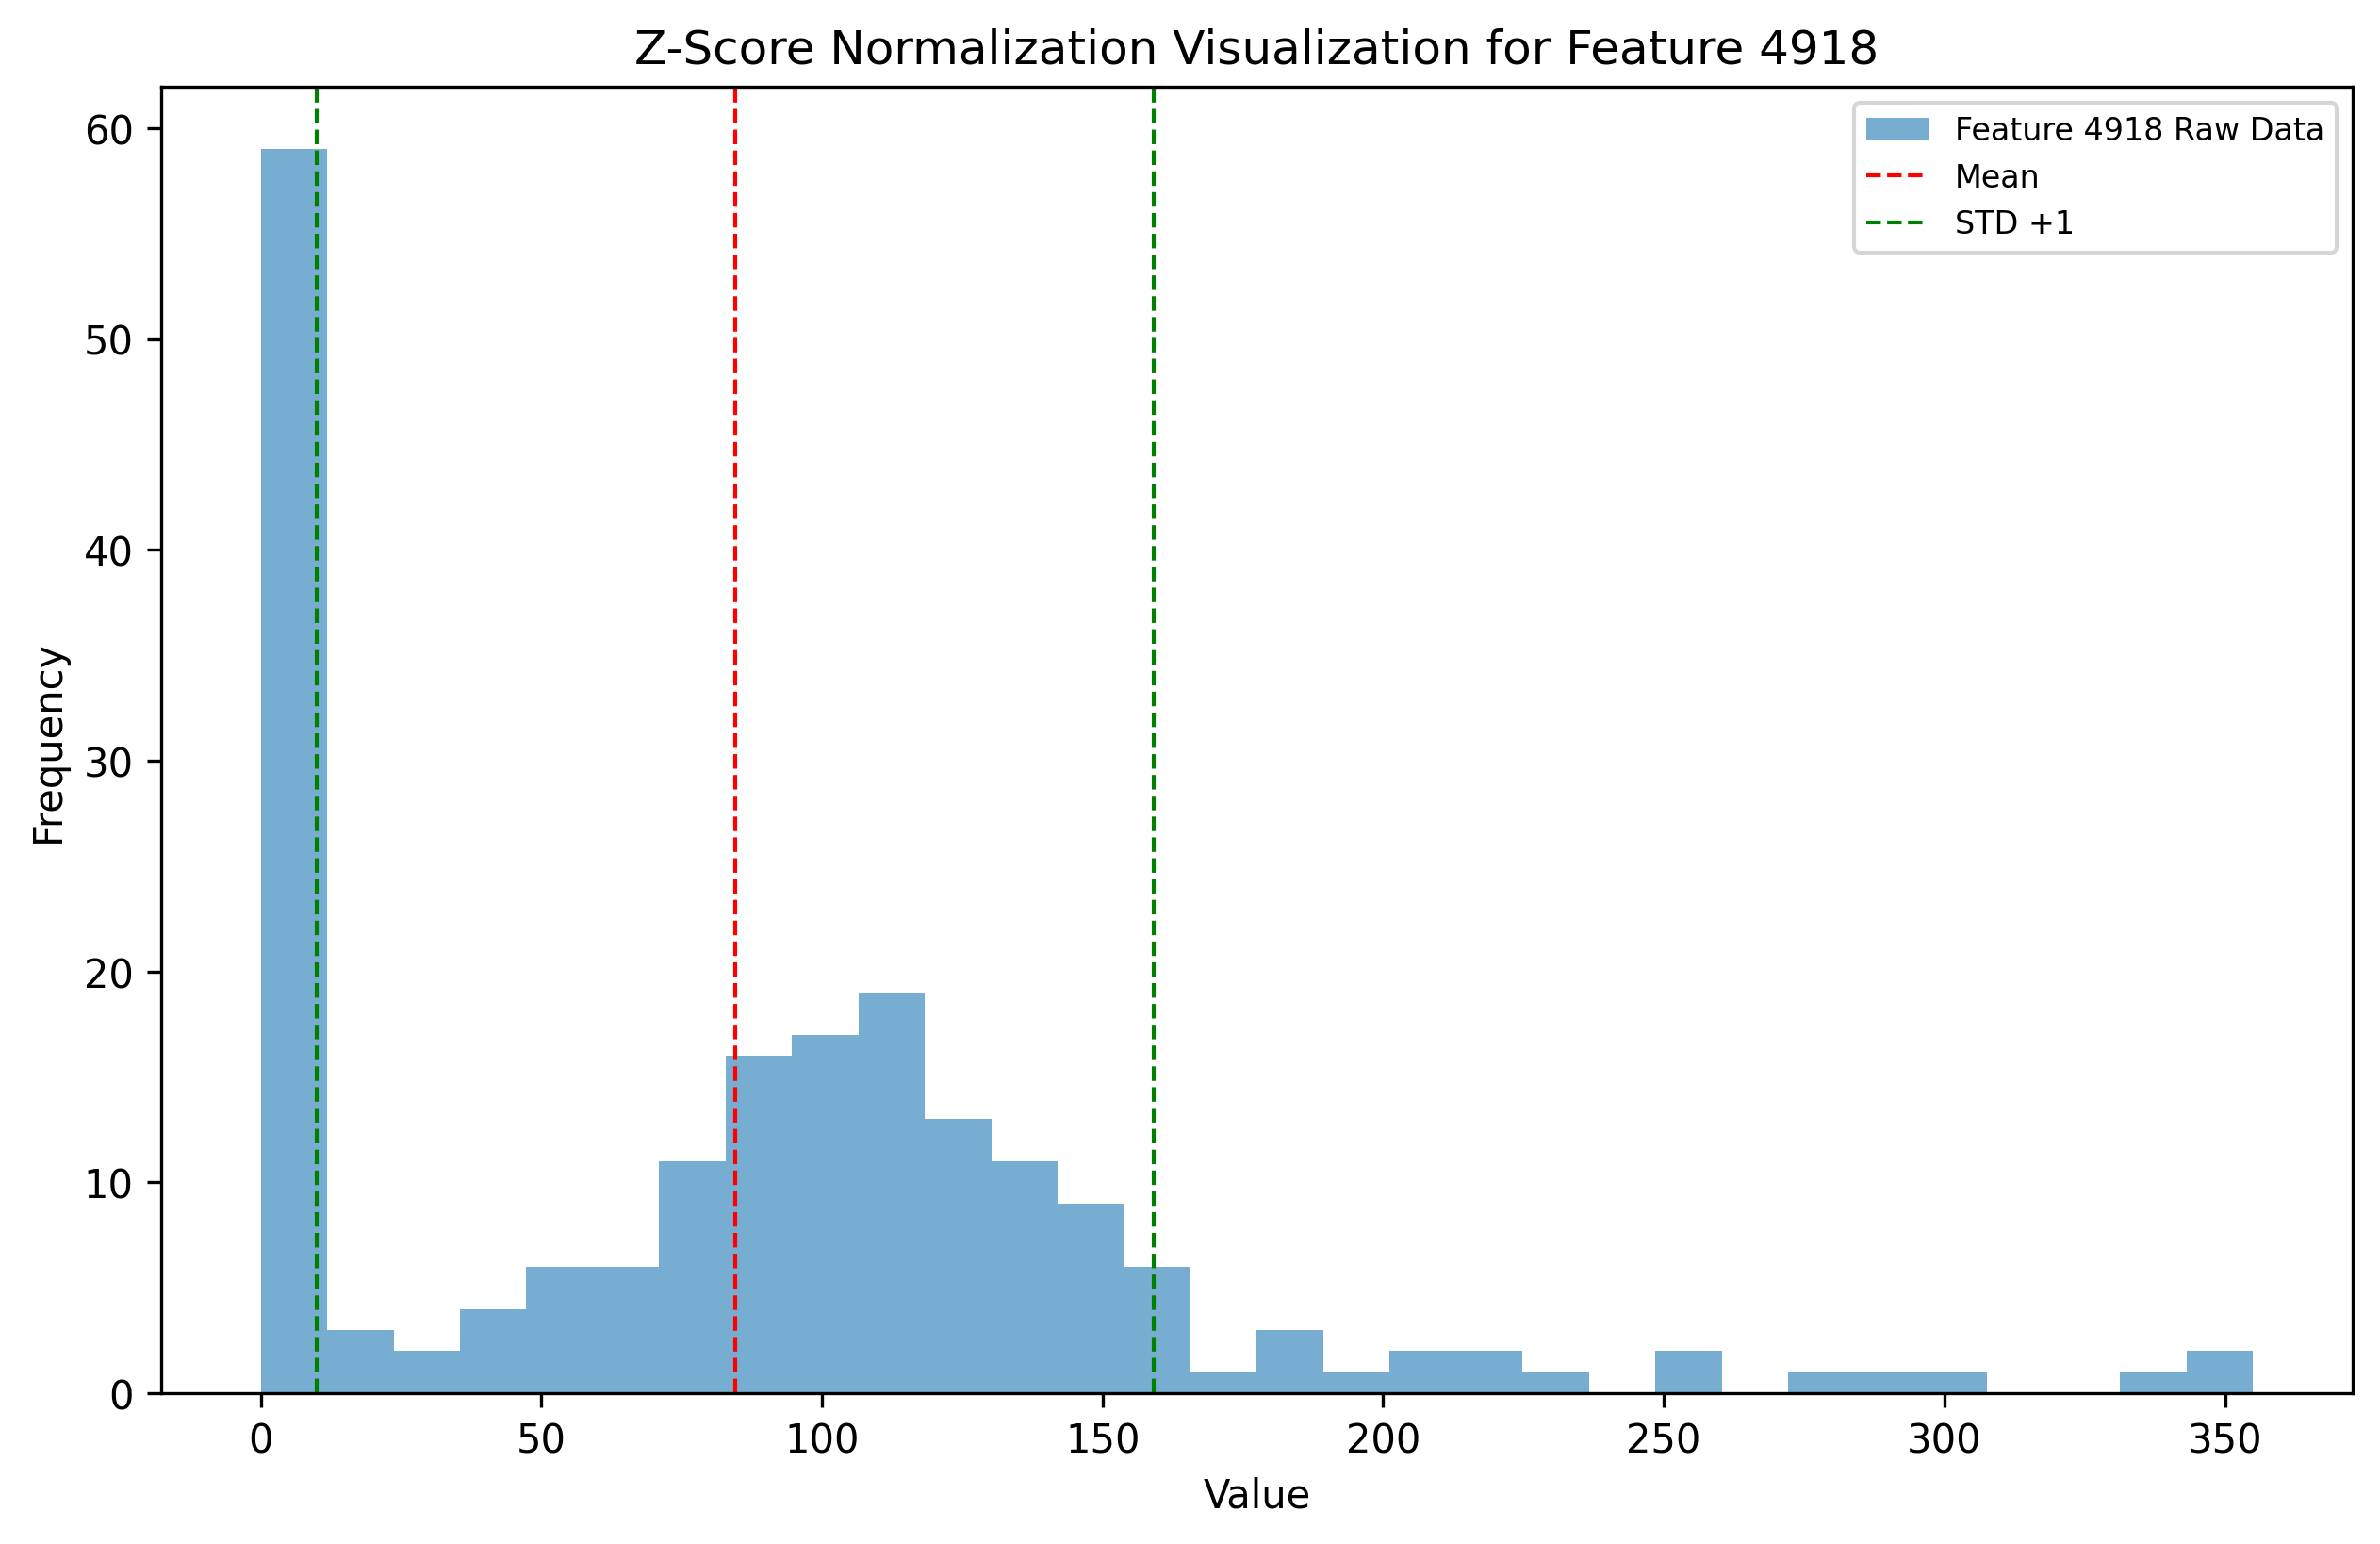 Z-Score Normalization Visualization for Feature 4918
Feature 4918 Raw Data
Mean
STD +1
60
50
40
30
20
10
0
Frequency
0 50 100 150 200 250 300 350
Value